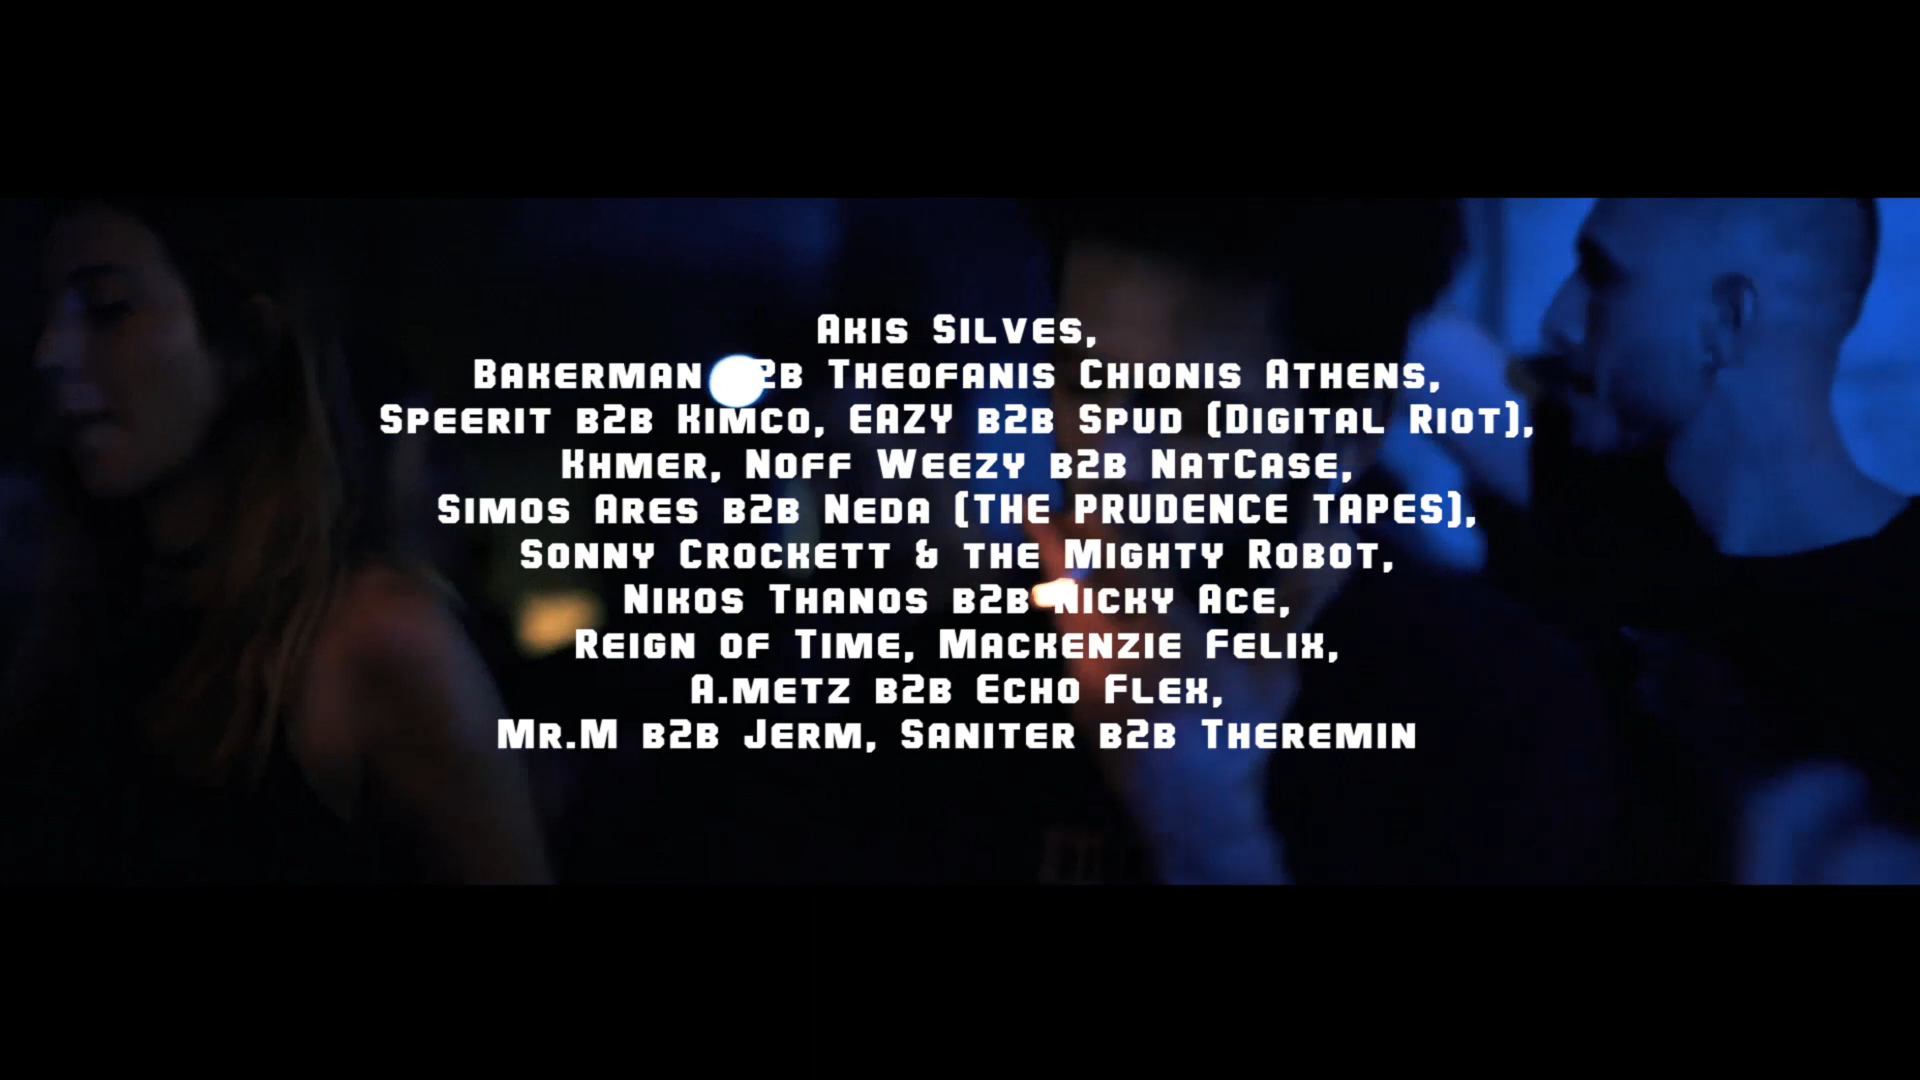 Akis Silves,
Bakerman b2b Theofanis Chionis Athens,
Speerit b2b Kimco, EAZY b2b Spud (Digital Riot),
Khmer, Noff Weezy b2b NatCase,
Simos Ares b2b Neda (THE PRUDENCE TAPES),
Sonny Crockett & the Mighty Robot,
Nikos Thanos b2b Nicky Ace,
Reign of Time, Mackenzie Felix,
A.metz b2b Echo Flex,
Mr.M b2b Jerm, Saniter b2b Theremin